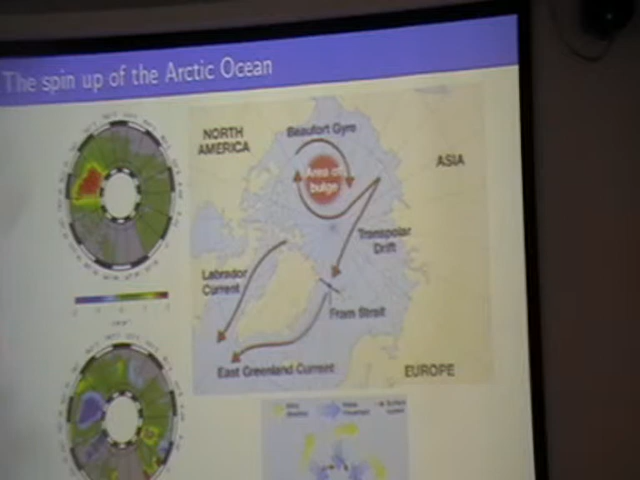 The spin up of the Arctic Ocean
NORTH
AMERICA
Beaufort Gyre
ASIA
Area of
bulge
Transpolar
Drift
Labrador
Current
Fram Strait
East Greenland Current
EUROPE